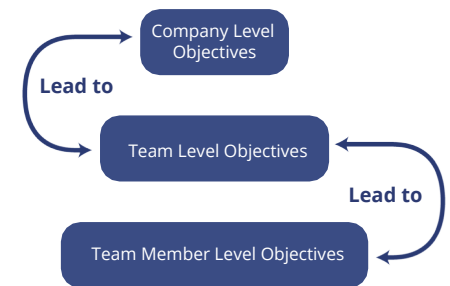 Company Level
Objectives
Lead to
Team Level Objectives
Lead to
Team Member Level Objectives